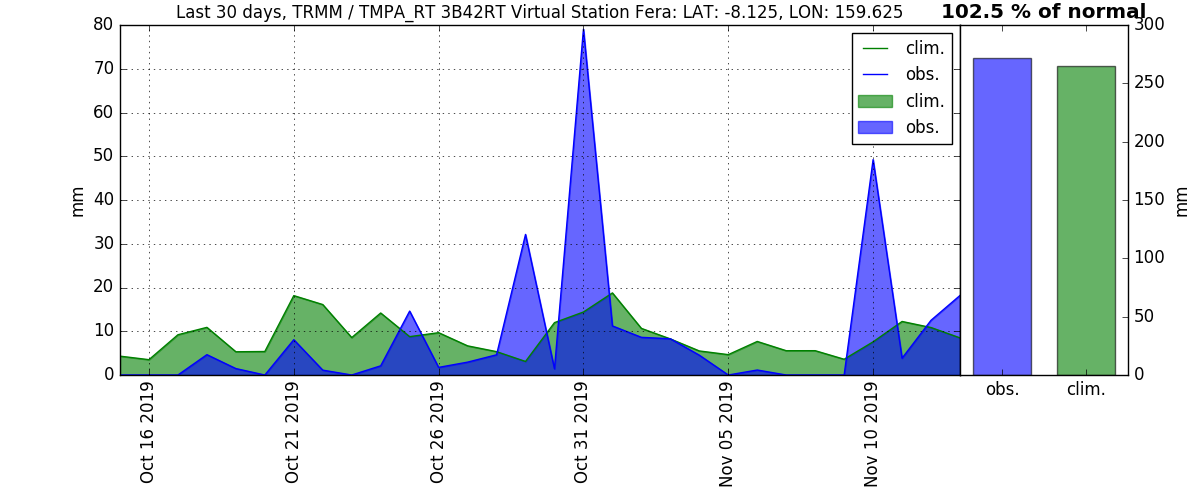 Last 30 days, TRMM / TMPA_RT 3B42RT Virtual Station Fera: LAT: -8.125, LON: 159.625
102.5 % of normal
80
70
60
50
40
30
20
10
0
mm
clim.
obs.
clim.
obs.
Oct 16 2019
Oct 21 2019
Oct 26 2019
Oct 31 2019
Nov 05 2019
Nov 10 2019
300
250
200
150
100
50
0
mm
obs.
clim.